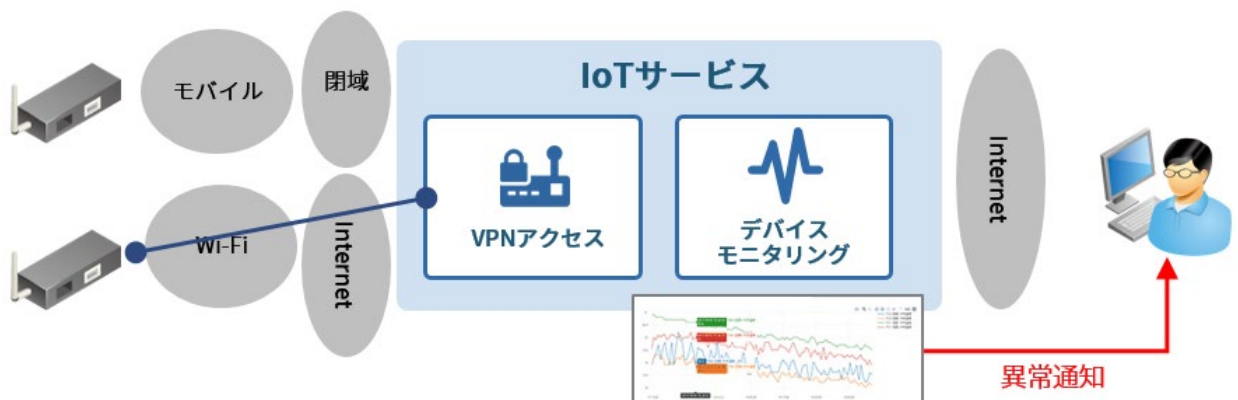 モバイル
閉域
IoTサービス
VPNアクセス
デバイス
モニタリング
Internet
Wi-Fi
Internet
異常通知